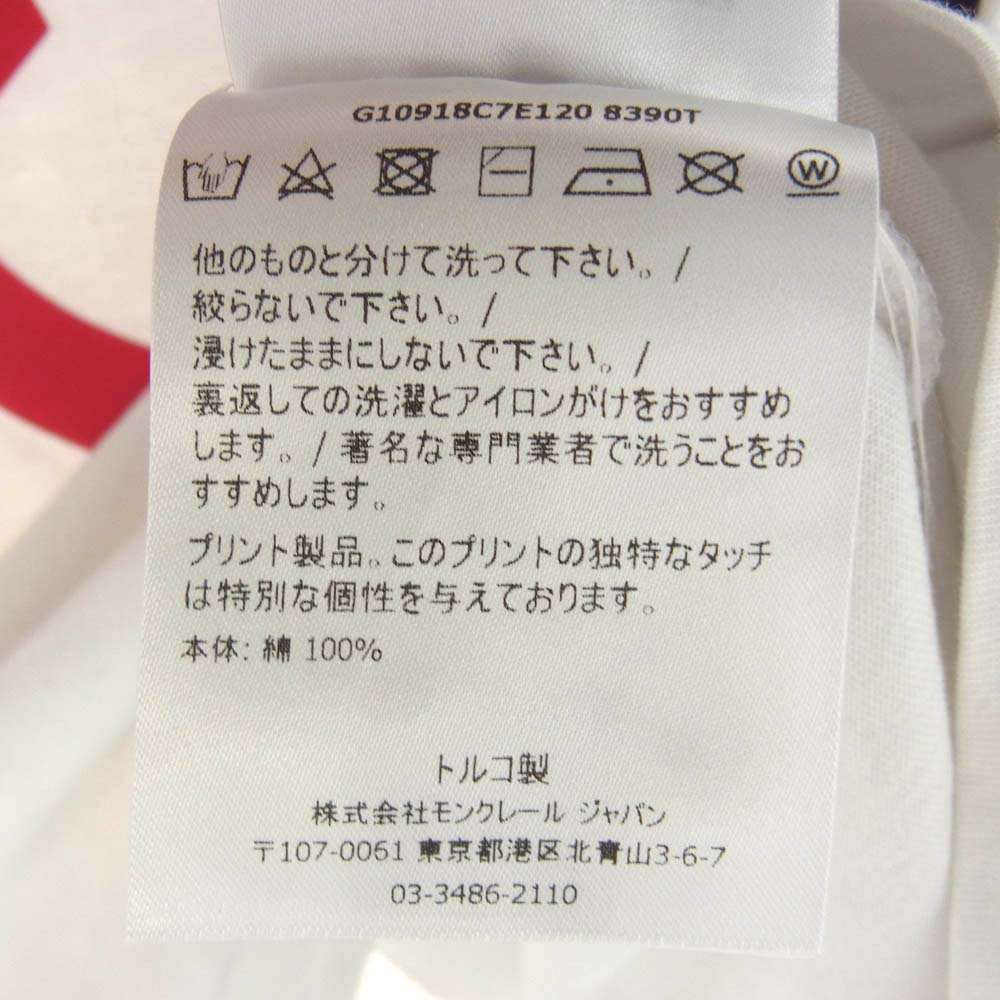 G10918C7E120 8390T
W
他のものと分けて洗って下さい。/
絞らないで下さい。/
浸けたままにしないで下さい。/
裏返しての洗濯とアイロンがけをおすすめ
します。/ 著名な専門業者で洗うことをお
すすめします。
プリント製品。このプリントの独特なタッチ
は特別な個性を与えております。
本体: 綿 100%
トルコ製
株式会社モンクレール ジャパン
〒107-0061 東京都港区北青山3-6-7
03-3486-2110